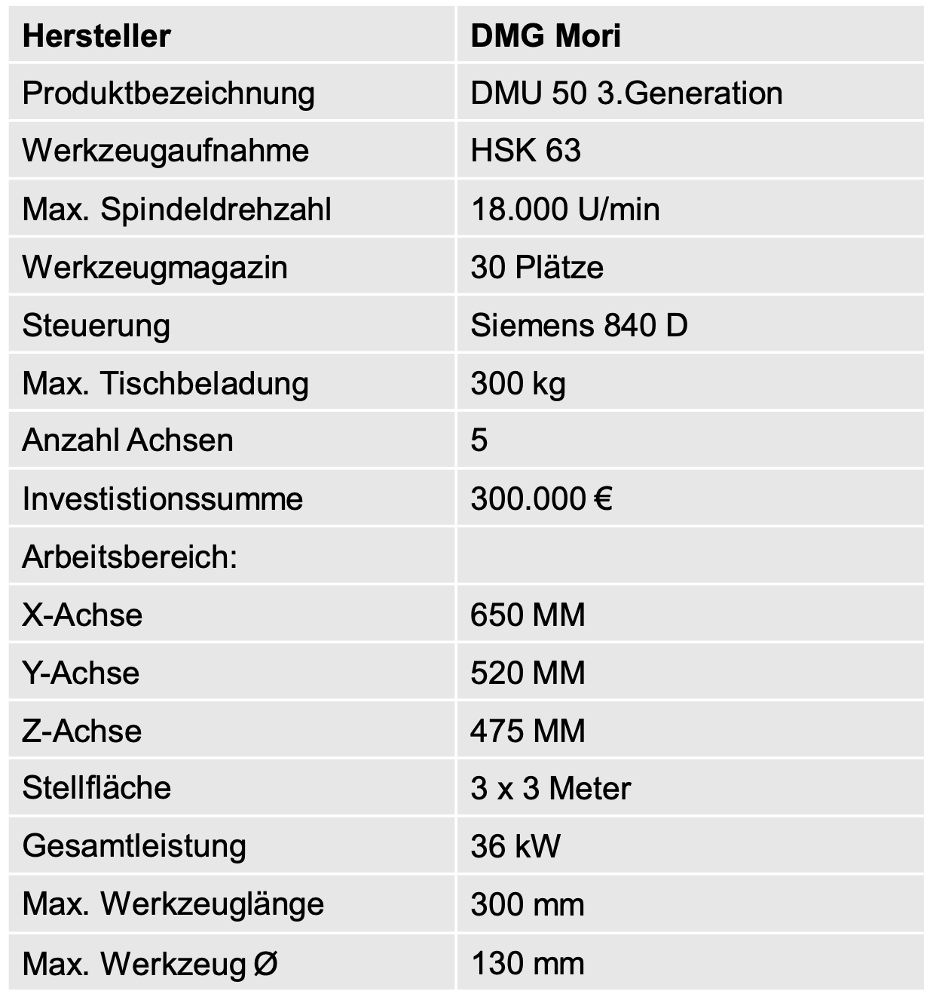 Hersteller DMG Mori
Produktbezeichnung DMU 50 3.Generation
Werkzeugaufnahme HSK 63
Max. Spindeldrehzahl 18.000 U/min
Werkzeugmagazin 30 Plätze
Steuerung Siemens 840 D
Max. Tischbeladung 300 kg
Anzahl Achsen 5
Investistionssumme 300.000 €
Arbeitsbereich:
X-Achse 650 MM
Y-Achse 520 MM
Z-Achse 475 MM
Stellfläche 3 x 3 Meter
Gesamtleistung 36 kW
Max. Werkzeuglänge 300 mm
Max. Werkzeug Ø 130 mm